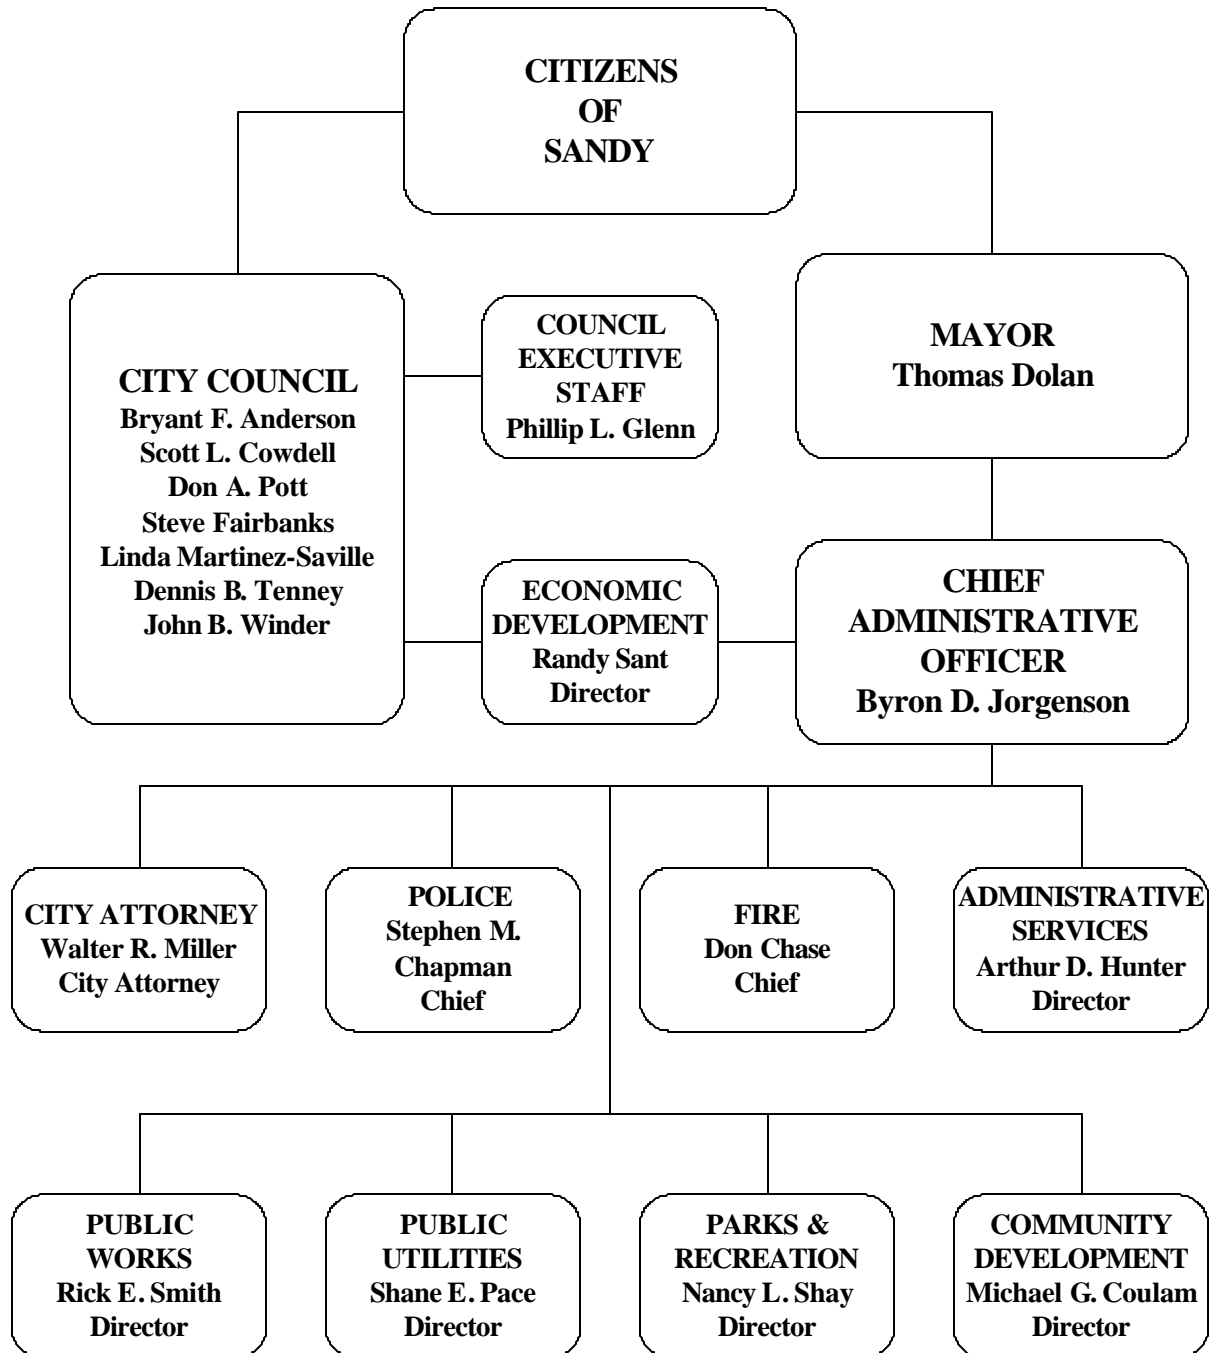 CITIZENS
OF
SANDY
CITY COUNCIL
Bryant F. Anderson
Scott L. Cowdell
Don A. Pott
Steve Fairbanks
Linda Martinez-Saville
Dennis B. Tenney
John B. Winder
COUNCIL
EXECUTIVE
STAFF
Phillip L. Glenn
MAYOR
Thomas Dolan
ECONOMIC
DEVELOPMENT
Randy Sant
Director
CHIEF
ADMINISTRATIVE
OFFICER
Byron D. Jorgenson
CITY ATTORNEY
Walter R. Miller
City Attorney
POLICE
Stephen M.
Chapman
Chief
FIRE
Don Chase
Chief
ADMINISTRATIVE
SERVICES
Arthur D. Hunter
Director
PUBLIC
WORKS
Rick E. Smith
Director
PUBLIC
UTILITIES
Shane E. Pace
Director
PARKS &
RECREATION
Nancy L. Shay
Director
COMMUNITY
DEVELOPMENT
Michael G. Coulam
Director